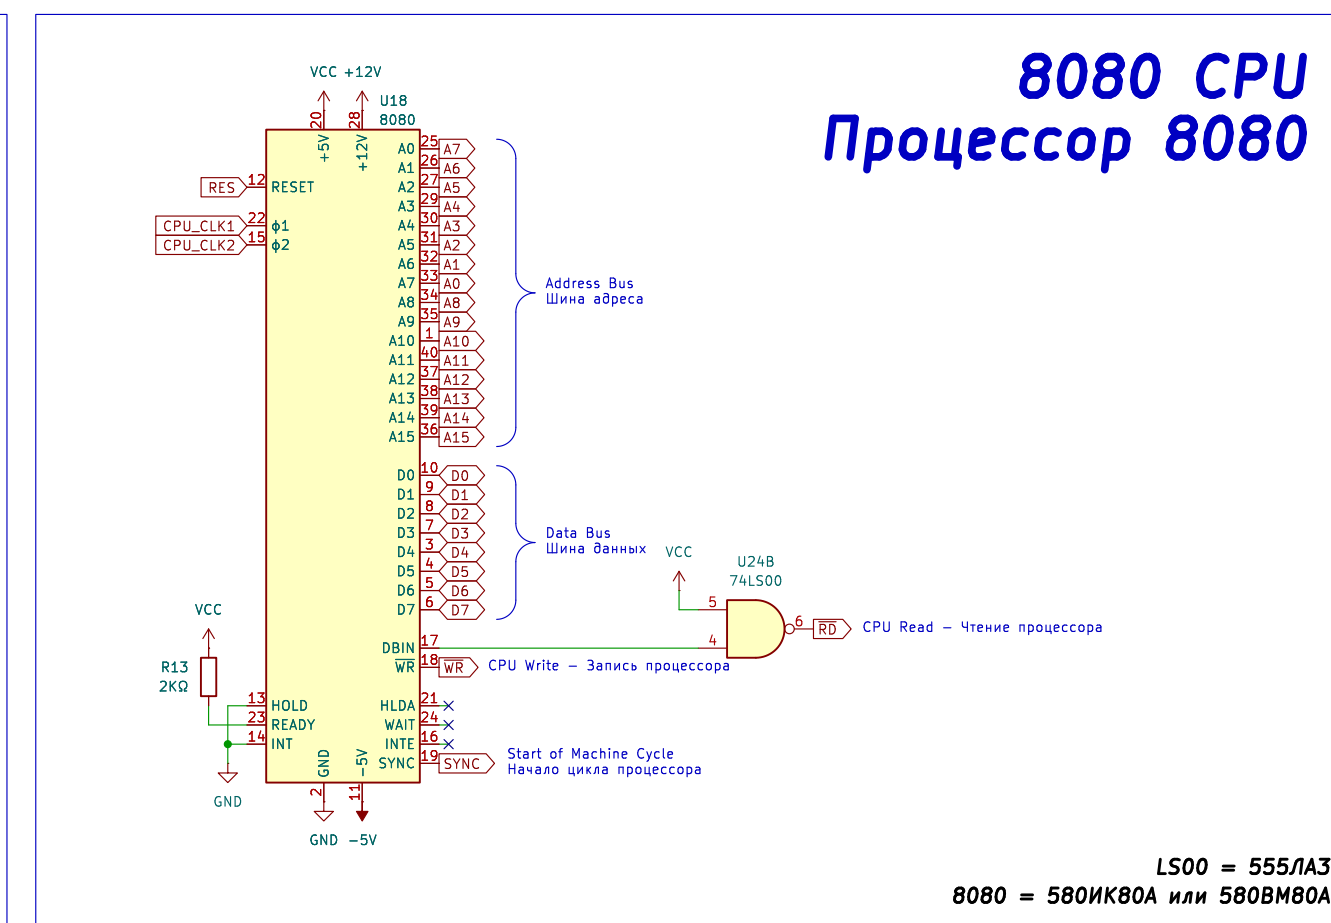 8080 CPU
Процессор 8080
VCC +12V
U18
8080
20 28
+5V +12V
A0 25 A7
A1 26 A6
RES 12 RESET A2 27 A5
A3 29 A4
CPU_CLK1 22 ϕ1 A4 30 A3
CPU_CLK2 15 ϕ2 A5 31 A2
A6 32 A1
A7 33 A0
A8 34 A8
A9 35 A9
A10 1 A10
A11 40 A11
A12 37 A12
A13 38 A13
A14 39 A14
A15 36 A15
Address Bus
Шина адреса
D0 10 D0
D1 9 D1
D2 8 D2
D3 7 D3
D4 3 D4
D5 4 D5
D6 5 D6
D7 6 D7
Data Bus
Шина данных
VCC
U24B
74LS00
5
4
6 RD CPU Read – Чтение процессора
DBIN 17
WR 18 WR CPU Write – Запись процессора
VCC
R13
2KΩ
13 HOLD HLDA 21
23 READY WAIT 24
14 INT INTE 16
SYNC 19 SYNC
Start of Machine Cycle
Начало цикла процессора
GND -5V
2 11
GND
GND -5V
LS00 = 555ЛА3
8080 = 580ИК80А или 580ВМ80А